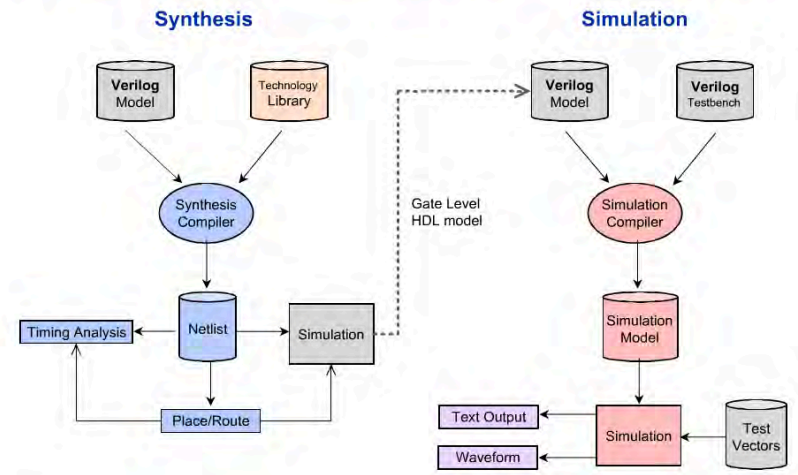 Synthesis
Simulation
Verilog
Model
Technology
Library
Verilog
Model
Verilog
Testbench
Synthesis
Compiler
Gate Level
HDL model
Simulation
Compiler
Timing Analysis
Netlist
Simulation
Simulation
Model
Place/Route
Text Output
Waveform
Simulation
Test
Vectors